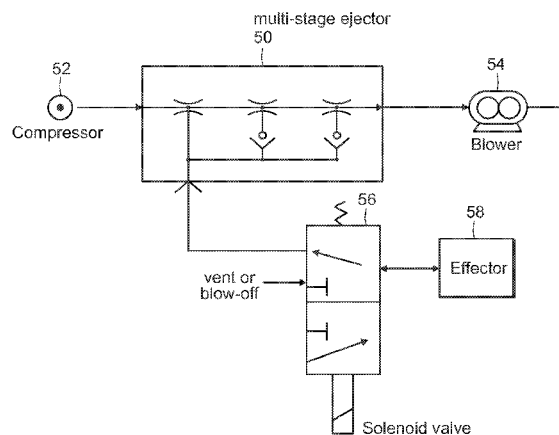 multi-stage ejector
50
52
Compressor
54
Blower
56
58
Effector
vent or
blow-off
Solenoid valve